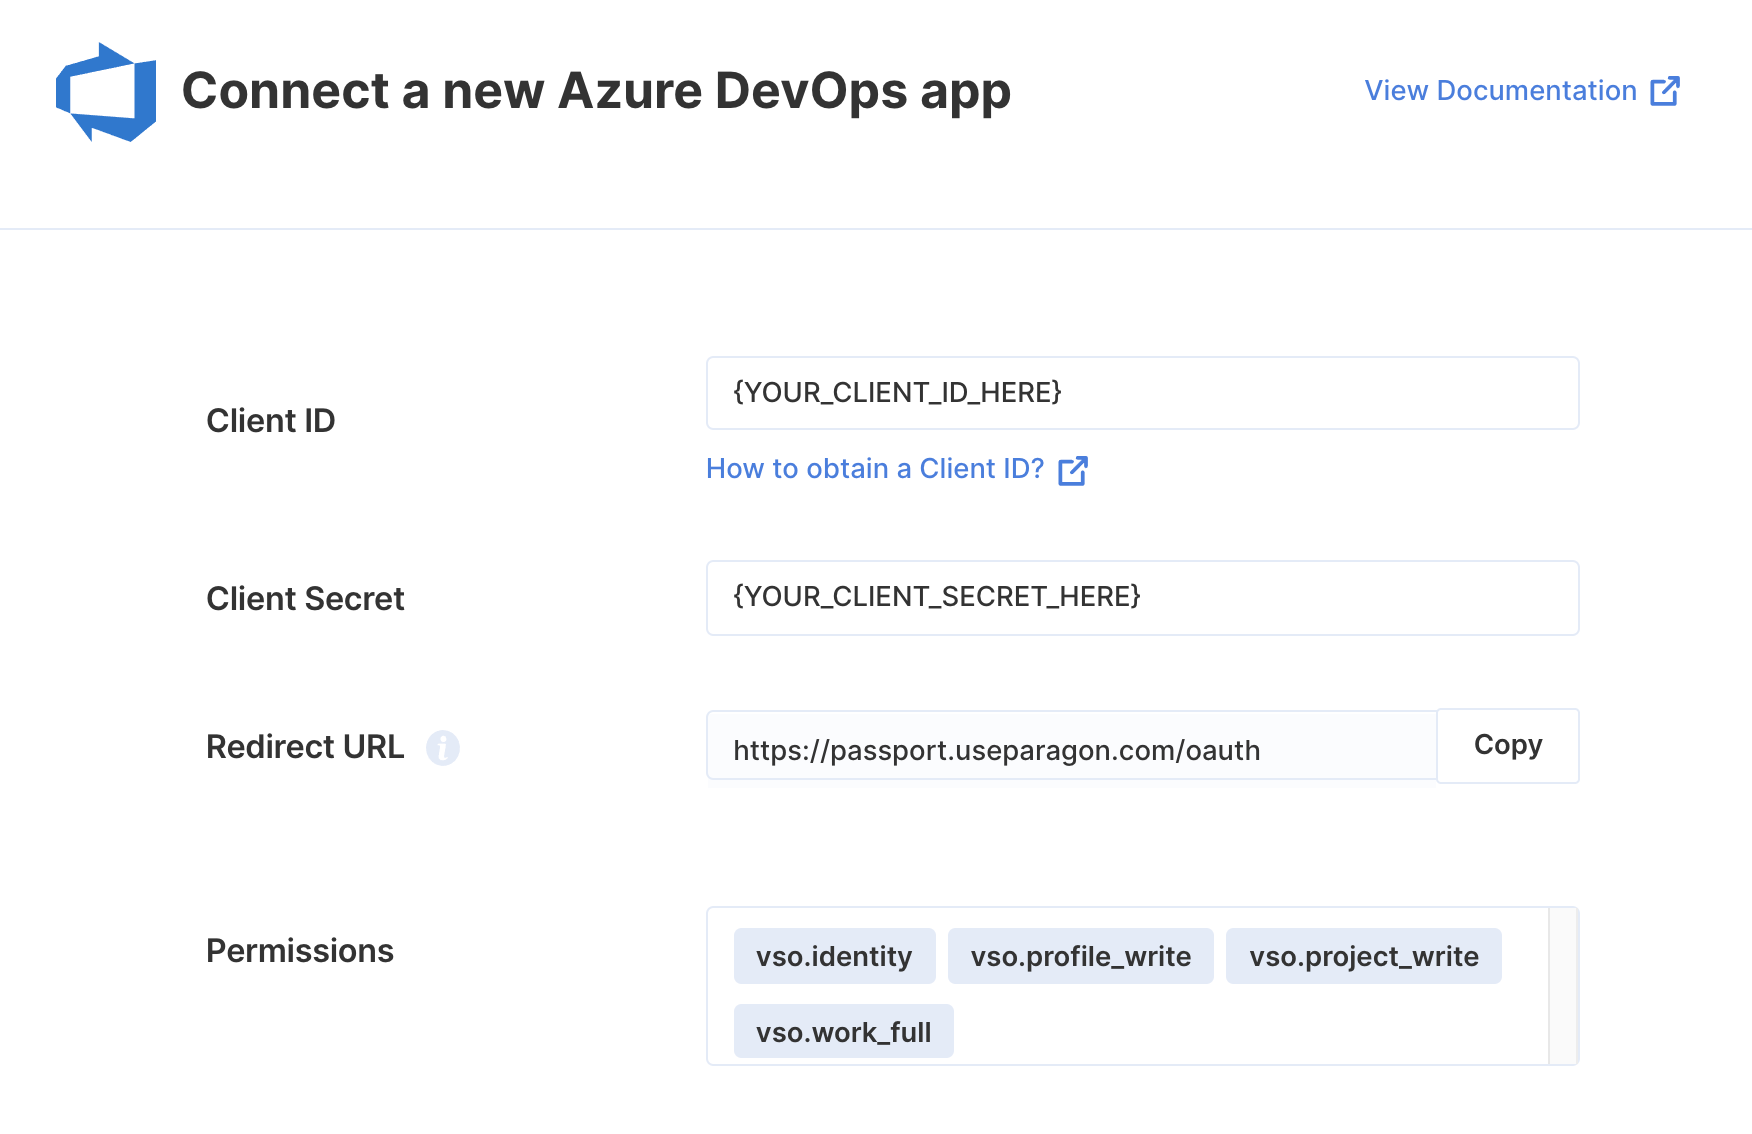 Connect a new Azure DevOps app
View Documentation
Client ID
{YOUR_CLIENT_ID_HERE}
How to obtain a Client ID?
Client Secret
{YOUR_CLIENT_SECRET_HERE}
Redirect URL i
https://passport.useparagon.com/oauth
Copy
Permissions
vso.identity vso.profile_write vso.project_write
vso.work_full